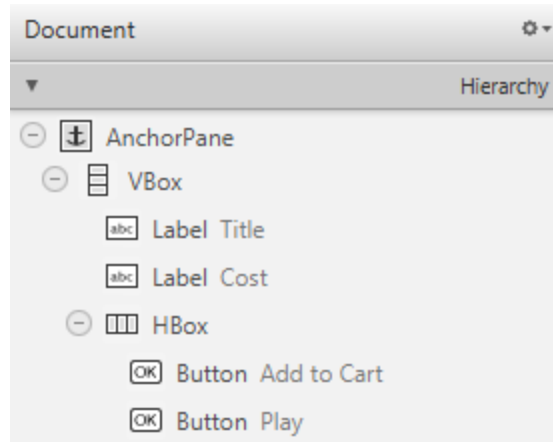 Document
Hierarchy
AnchorPane
VBox
abc Label Title
abc Label Cost
HBox
OK Button Add to Cart
OK Button Play